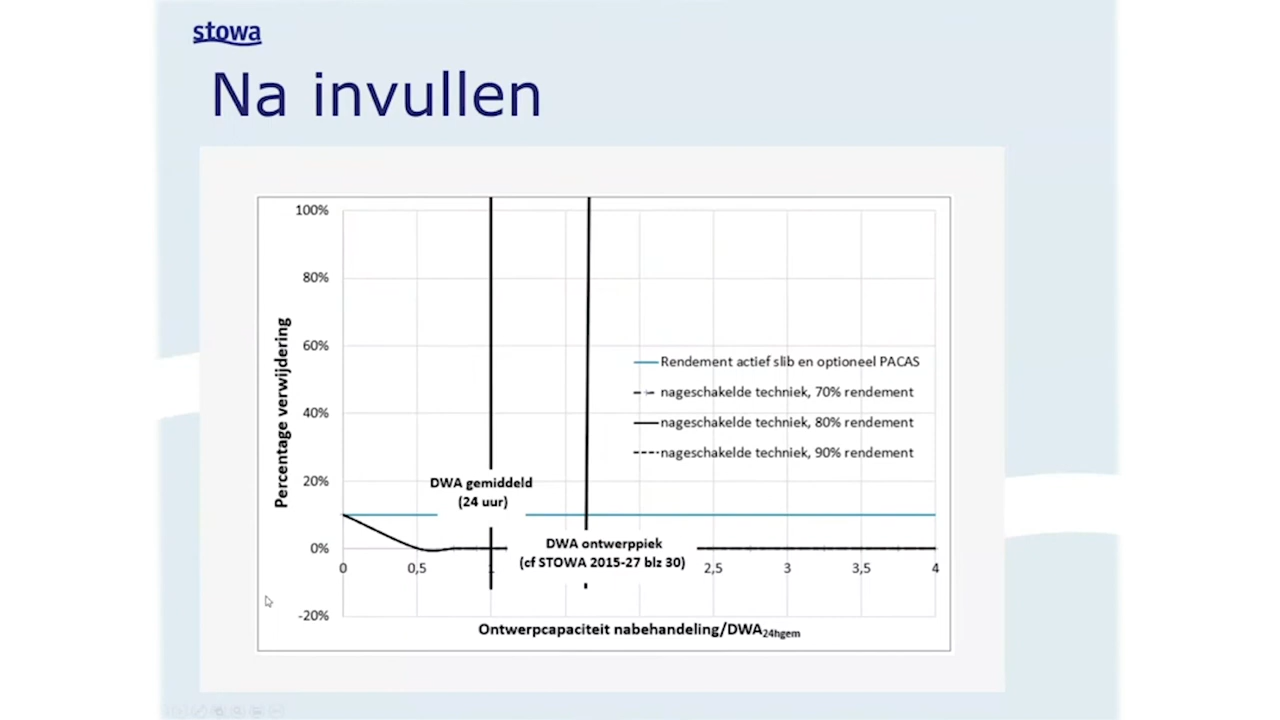 stowa
Na invullen
100%
80%
60%
40%
20%
0%
-20%
Percentage verwijdering
Rendement actief slib en optioneel PACAS
nageschakelde techniek, 70% rendement
nageschakelde techniek, 80% rendement
nageschakelde techniek, 90% rendement
DWA gemiddeld
(24 uur)
DWA ontwerppiek
(cf STOWA 2015-27 blz 30)
0 0,5 1 2,5 3 3,5 4
Ontwerpcapaciteit nabehandeling/DWA24hgem